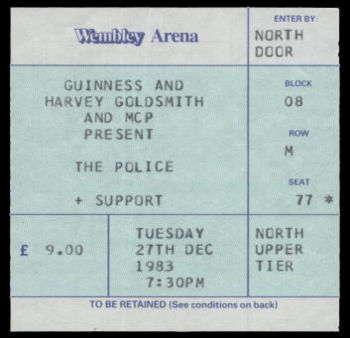 Wembley Arena
ENTER BY:
NORTH
DOOR
GUINNESS AND
HARVEY GOLDSMITH
AND MCP
PRESENT
THE POLICE
+ SUPPORT
BLOCK
08
ROW
M
SEAT
77 *
£ 9.00
TUESDAY
27TH DEC
1983
7:30PM
NORTH
UPPER
TIER
TO BE RETAINED (See conditions on back)